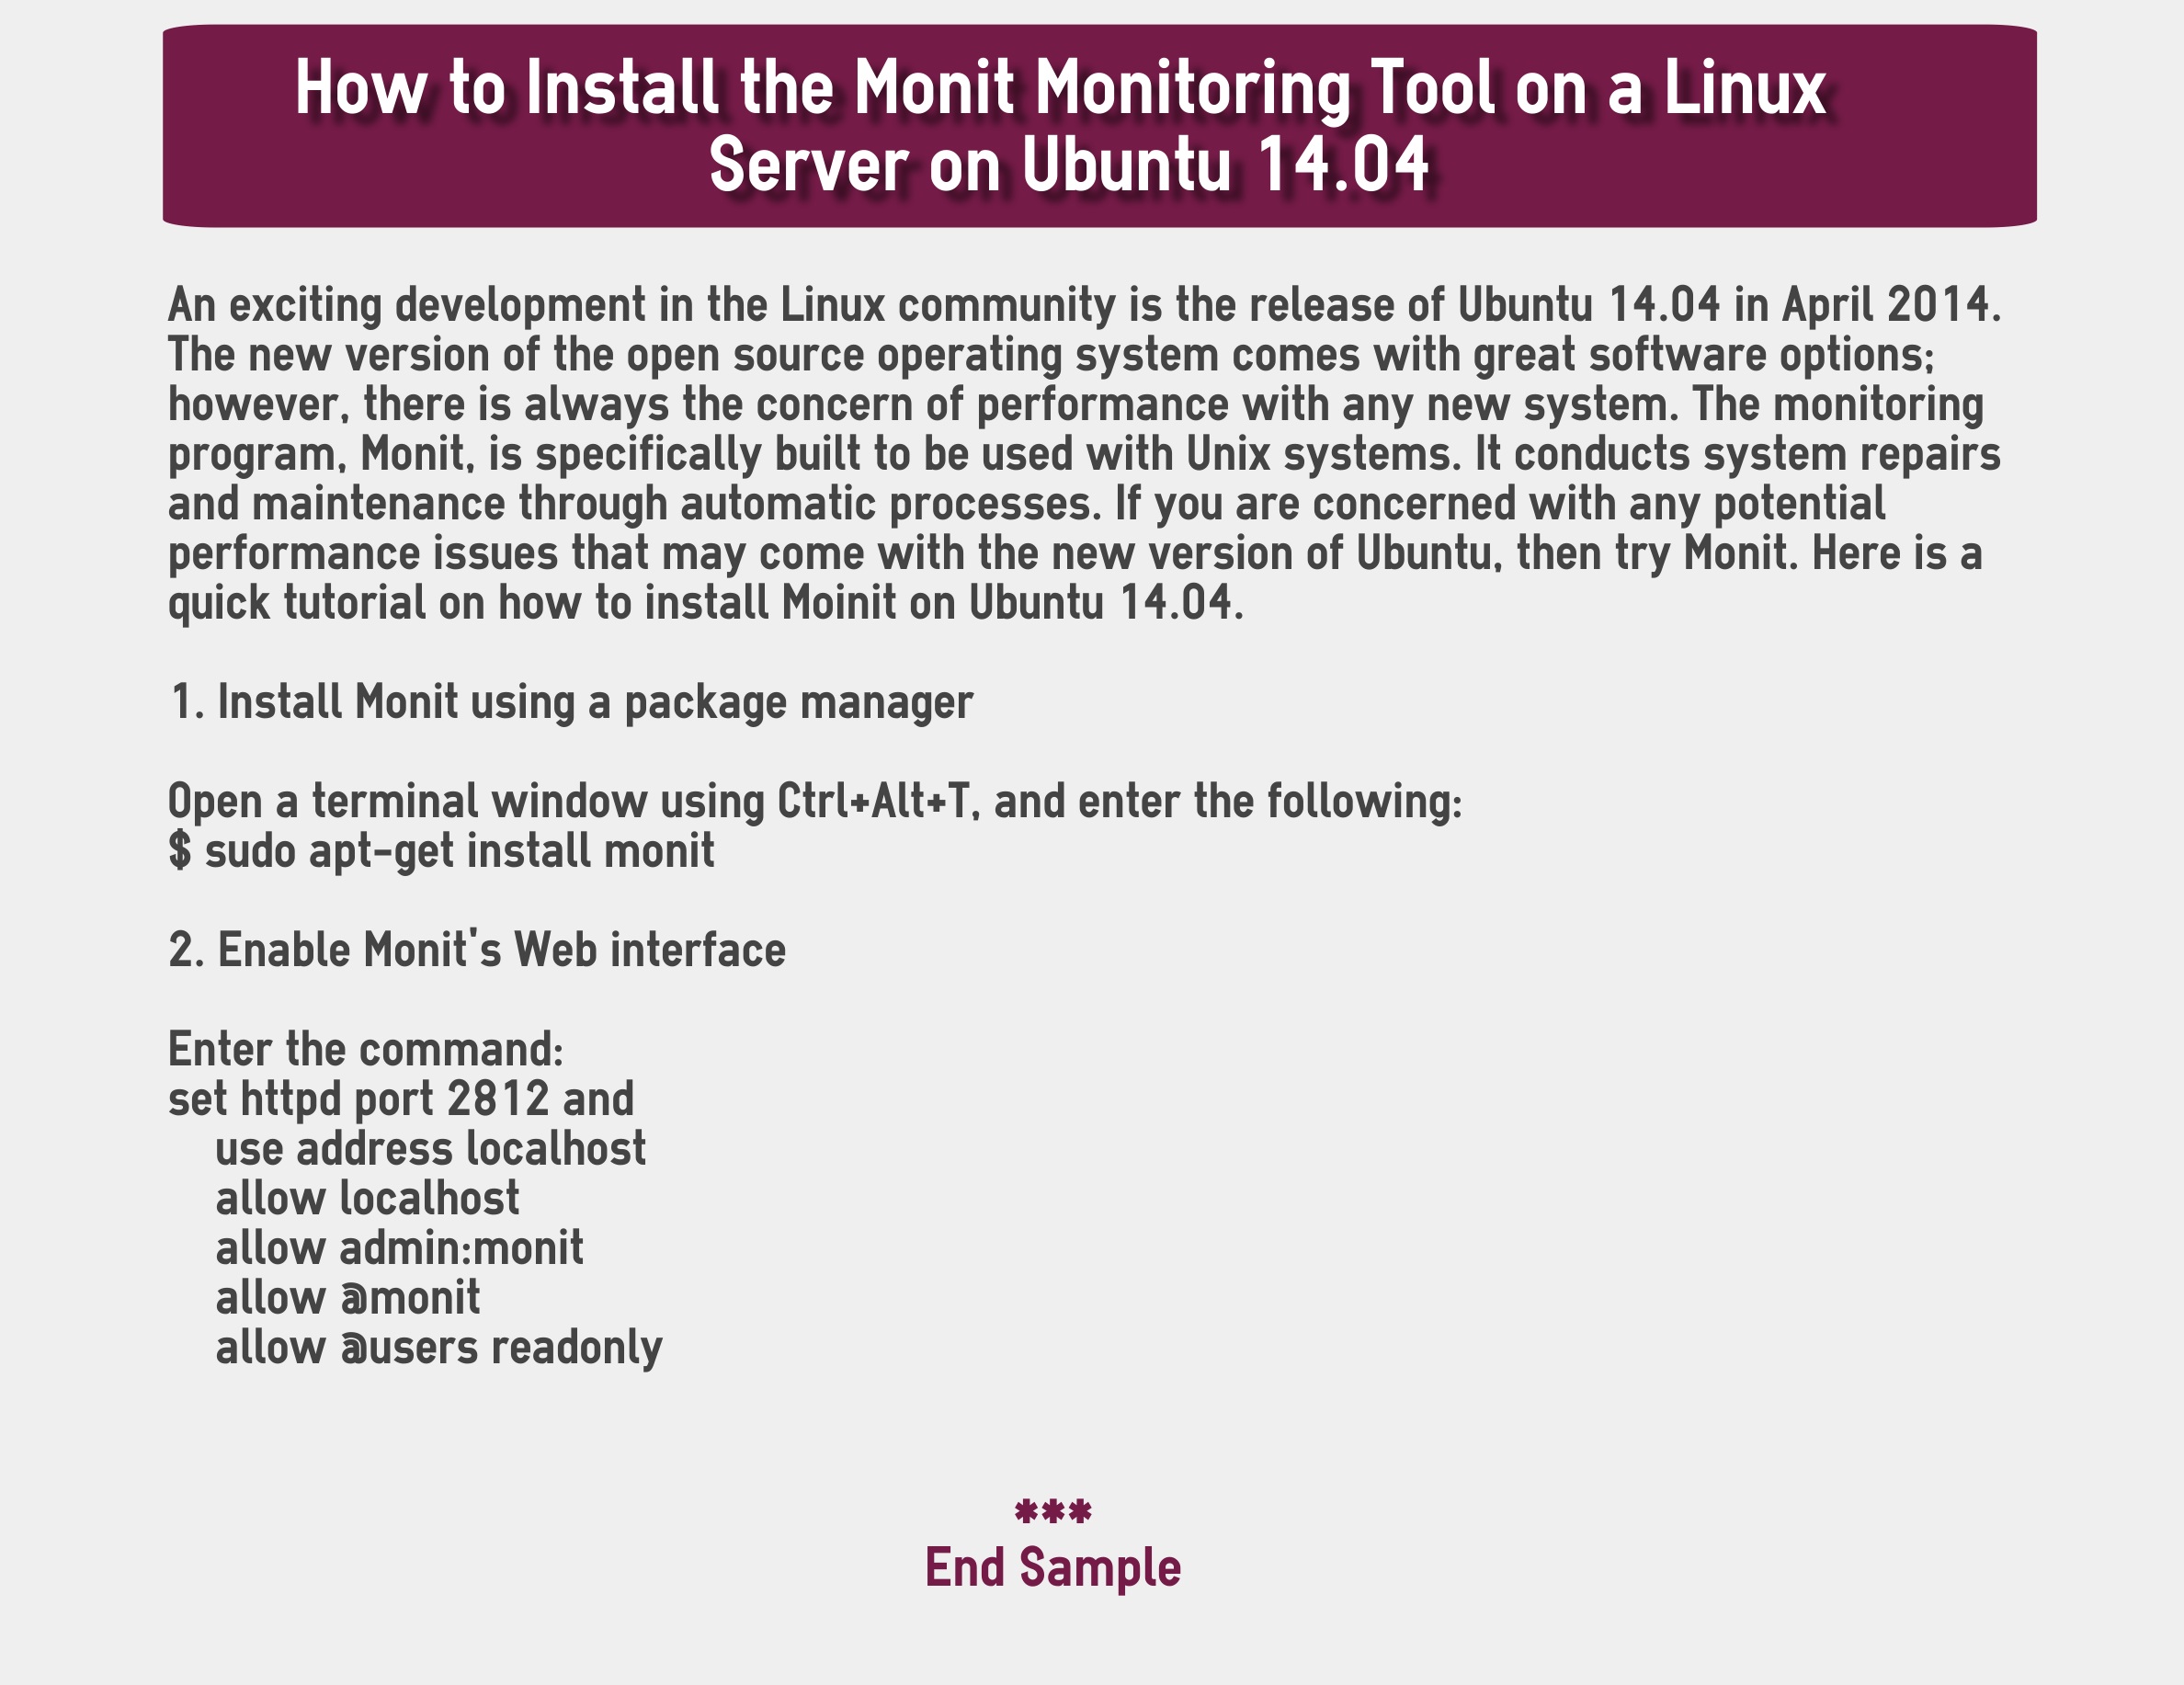 How to Install the Monit Monitoring Tool on a Linux
Server on Ubuntu 14.04
An exciting development in the Linux community is the release of Ubuntu 14.04 in April 2014.
The new version of the open source operating system comes with great software options;
however, there is always the concern of performance with any new system. The monitoring
program, Monit, is specifically built to be used with Unix systems. It conducts system repairs
and maintenance through automatic processes. If you are concerned with any potential
performance issues that may come with the new version of Ubuntu, then try Monit. Here is a
quick tutorial on how to install Moinit on Ubuntu 14.04.
1. Install Monit using a package manager
Open a terminal window using Ctrl+Alt+T, and enter the following:
$ sudo apt-get install monit
2. Enable Monit's Web interface
Enter the command:
set httpd port 2812 and
use address localhost
allow localhost
allow admin:monit
allow @monit
allow @users readonly
***
End Sample